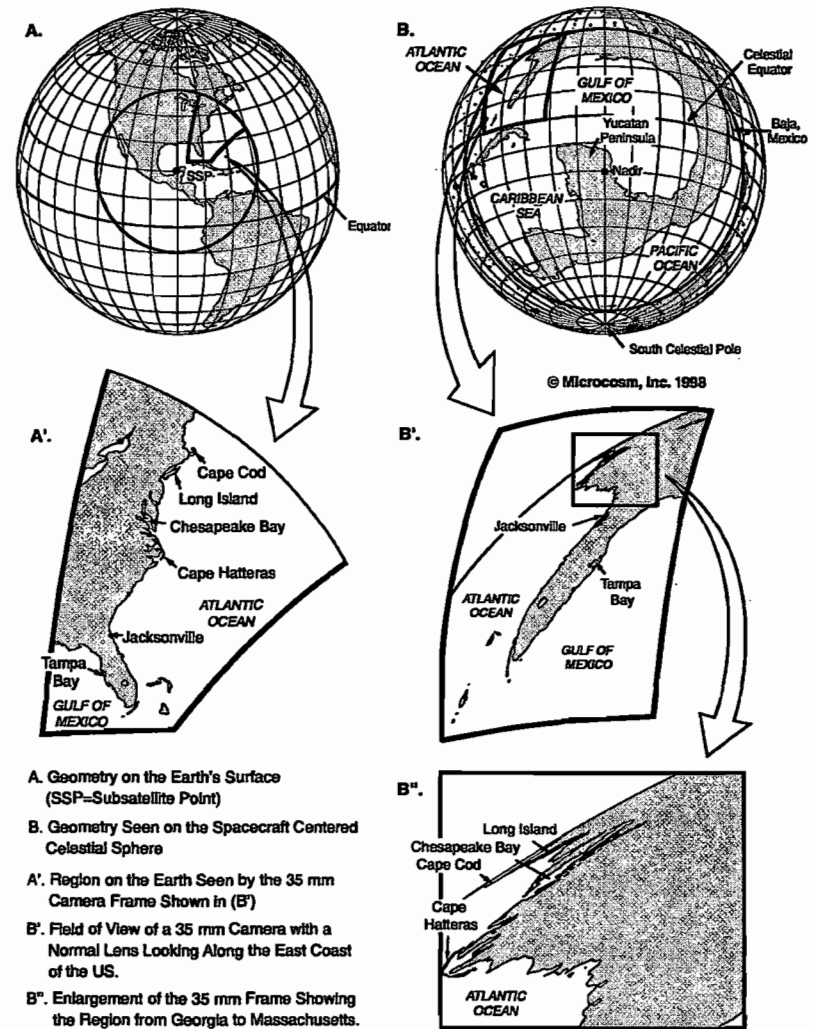 A.
SSP
Equator
B.
ATLANTIC
OCEAN
GULF OF
MEXICO
Celestial
Equator
Yucatan
Peninsula
Baja,
Mexico
Nadir
CARIBBEAN
SEA
PACIFIC
OCEAN
South Celestial Pole
© Microcosm, Inc. 1998
A'.
Cape Cod
Long Island
Chesapeake Bay
Cape Hatteras
ATLANTIC
OCEAN
Jacksonville
Tampa
Bay
GULF OF
MEXICO
B'.
Jacksonville
Tampa
Bay
ATLANTIC
OCEAN
GULF OF
MEXICO
A. Geometry on the Earth's Surface
(SSP=Subsatellite Point)
B. Geometry Seen on the Spacecraft Centered
Celestial Sphere
A'. Region on the Earth Seen by the 35 mm
Camera Frame Shown in (B')
B'. Field of View of a 35 mm Camera with a
Normal Lens Looking Along the East Coast
of the US.
B". Enlargement of the 35 mm Frame Showing
the Region from Georgia to Massachusetts.
B".
Long Island
Chesapeake Bay
Cape Cod
Cape
Hatteras
ATLANTIC
OCEAN